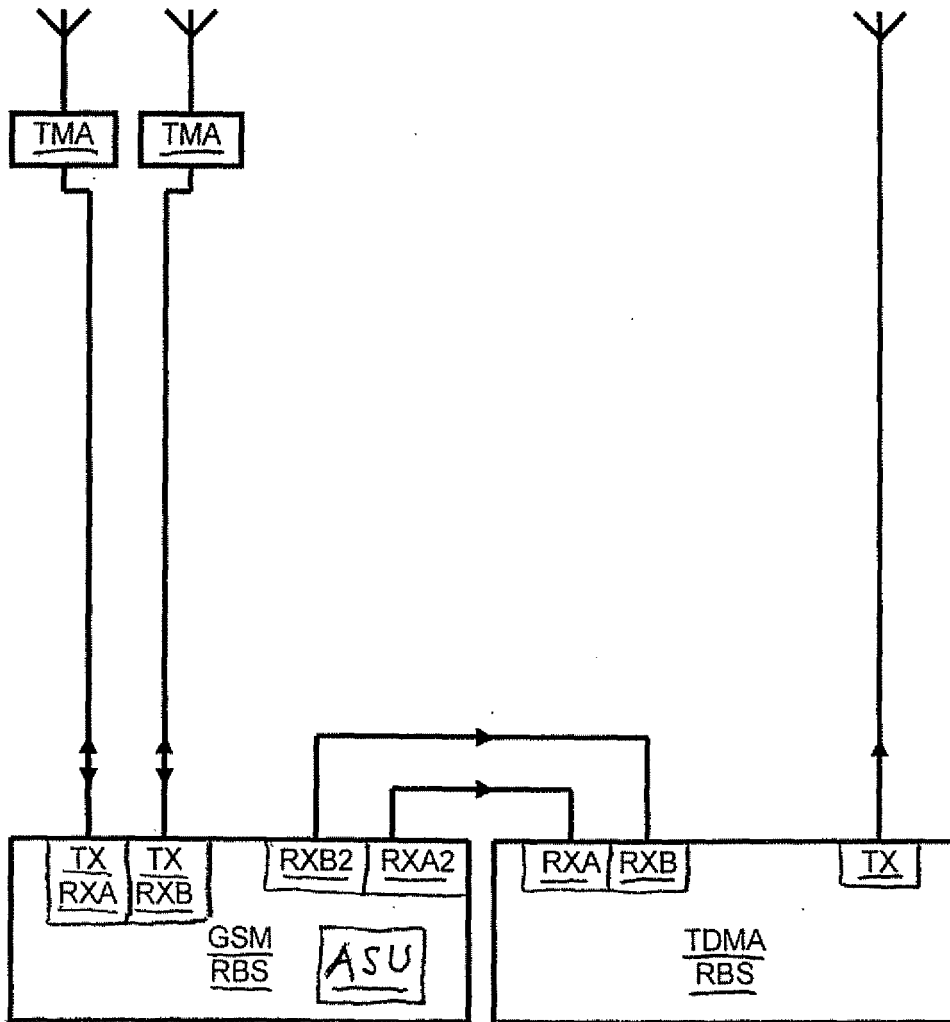 TMA TMA
TX TX RXB2 RXA2 RXA RXB TX
RXA RXB
GSM ASU TDMA
RBS RBS